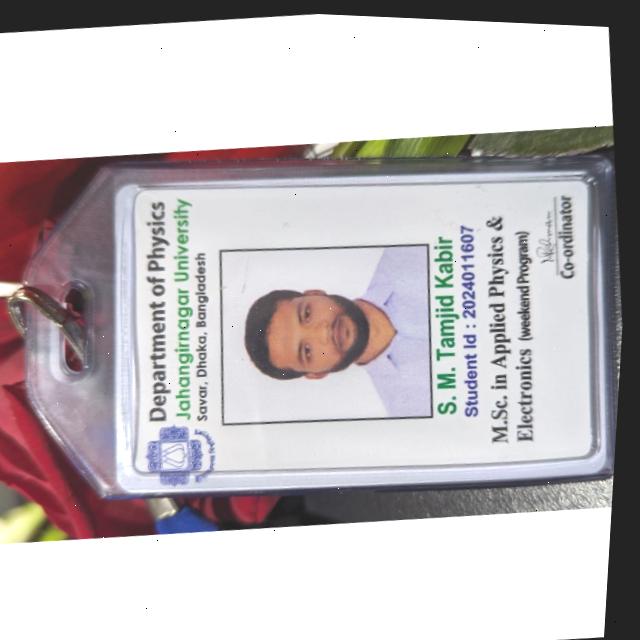 Department of Physics
Jahangirnagar University
Savar, Dhaka, Bangladesh
S. M. Tamjid Kabir
Student Id : 2024011607
M.Sc. in Applied Physics &
Electronics (weekend Program)
Co-ordinator